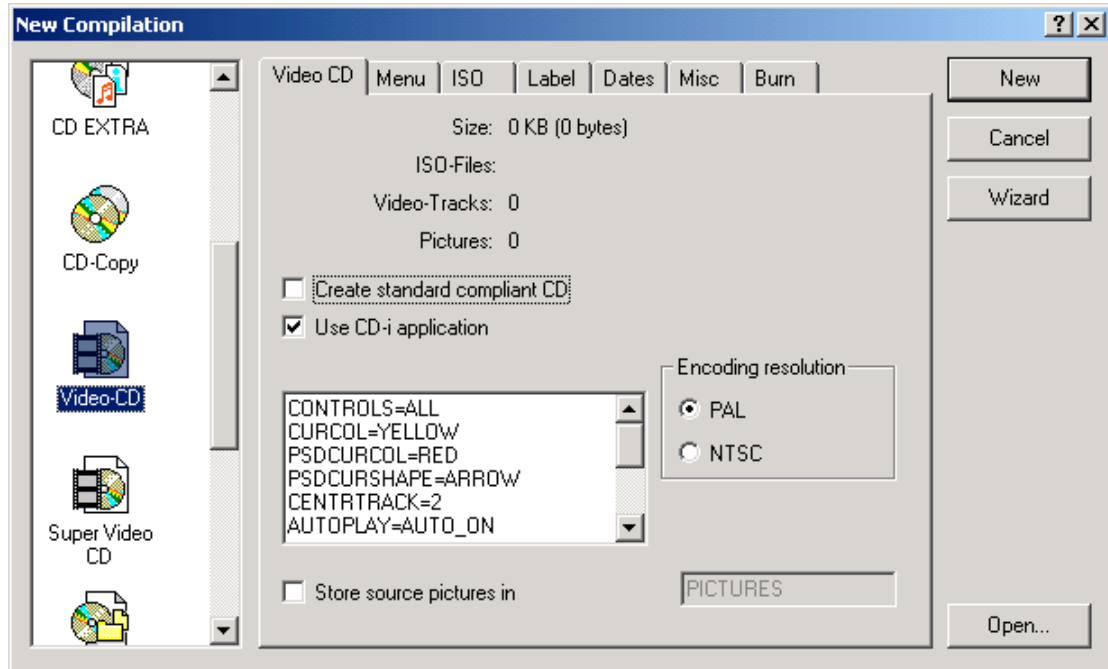 New Compilation
CD EXTRA
CD-Copy
Video-CD
Super Video
CD
Video CD Menu ISO Label Dates Misc Burn
Size: 0 KB (0 bytes)
ISO-Files:
Video-Tracks: 0
Pictures: 0
Create standard compliant CD
Use CD-i application
CONTROLS=ALL
CURCOL=YELLOW
PSDCURCOL=RED
PSDCURSHAPE=ARROW
CENTRTRACK=2
AUTOPLAY=AUTO_ON
Encoding resolution
PAL
NTSC
Store source pictures in
PICTURES
New
Cancel
Wizard
Open...